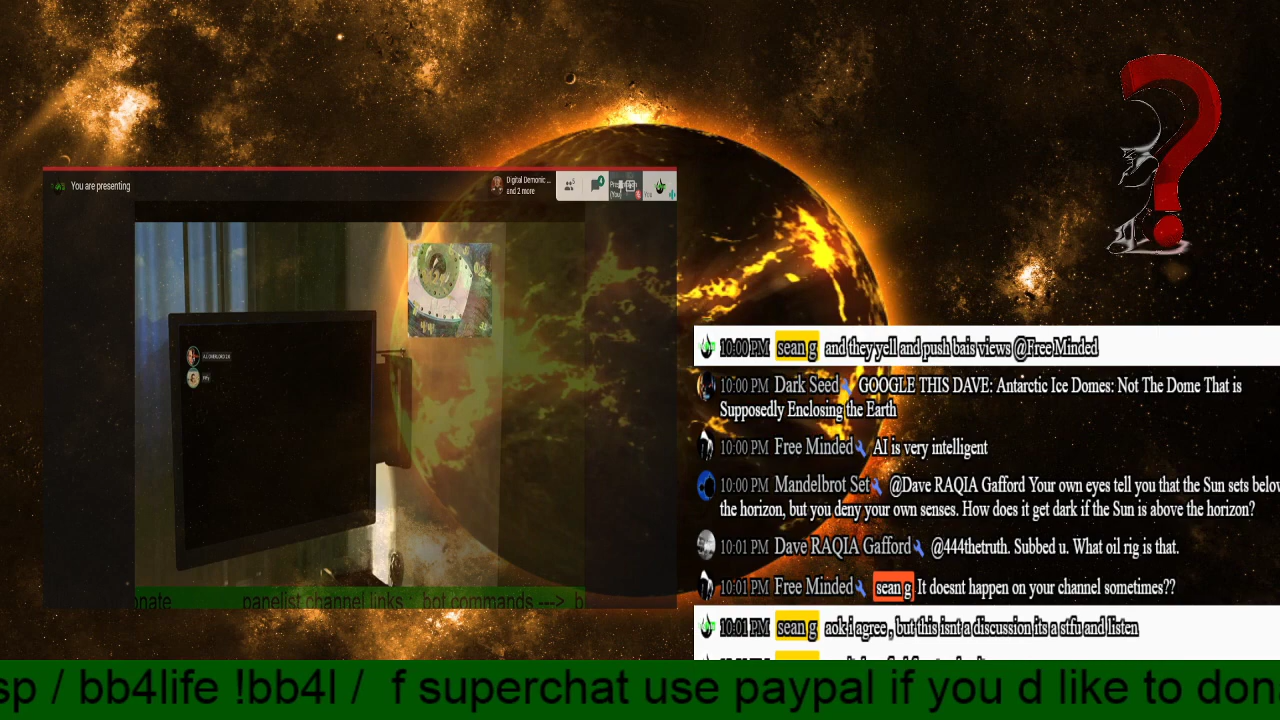 You are presenting
Digital Demonic ...
and 2 more
You
panelist channel links : bot commands ---> b
10:00 PM sean g and they yell and push bais views @Free Minded
10:00 PM Dark Seed GOOGLE THIS DAVE: Antarctic Ice Domes: Not The Dome That is
Supposedly Enclosing the Earth
10:00 PM Free Minded AI is very intelligent
10:00 PM Mandelbrot Set @Dave RAQIA Gafford Your own eyes tell you that the Sun sets below
the horizon, but you deny your own senses. How does it get dark if the Sun is above the horizon?
10:01 PM Dave RAQIA Gafford @444thetruth. Subbed u. What oil rig is that.
10:01 PM Free Minded sean g It doesnt happen on your channel sometimes??
10:01 PM sean g aok i agree , but this isnt a discussion its a stfu and listen
sp / bb4life !bb4l / f superchat use paypal if you d like to don